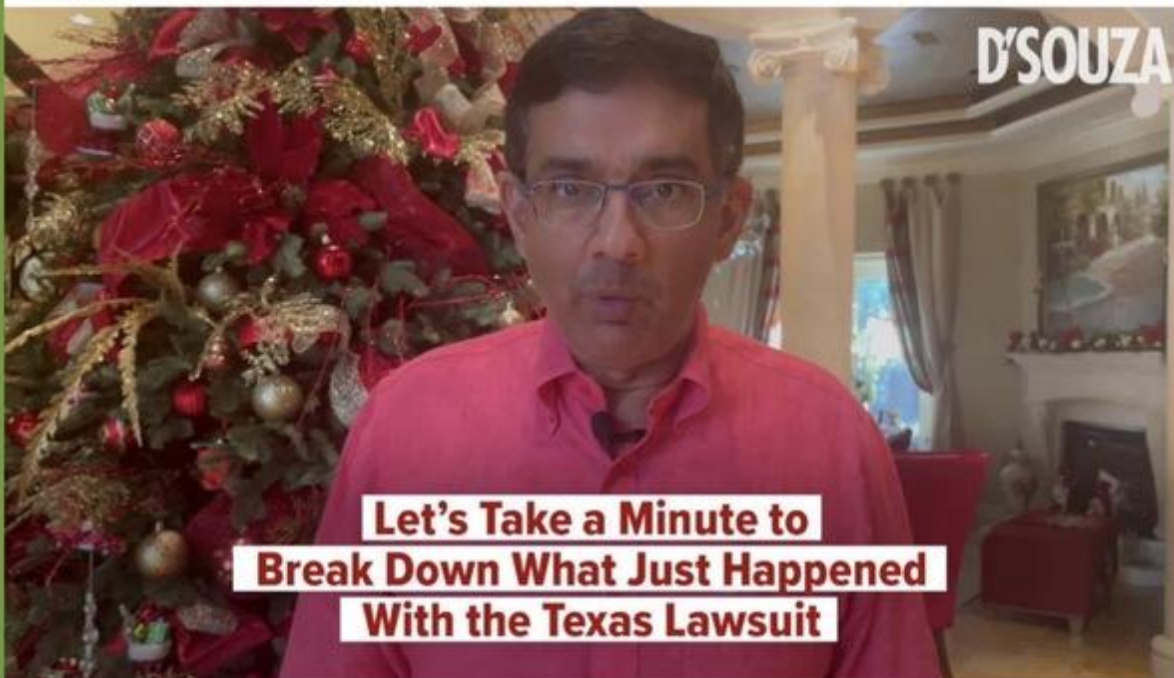 D'SOUZA
Let's Take a Minute to
Break Down What Just Happened
With the Texas Lawsuit